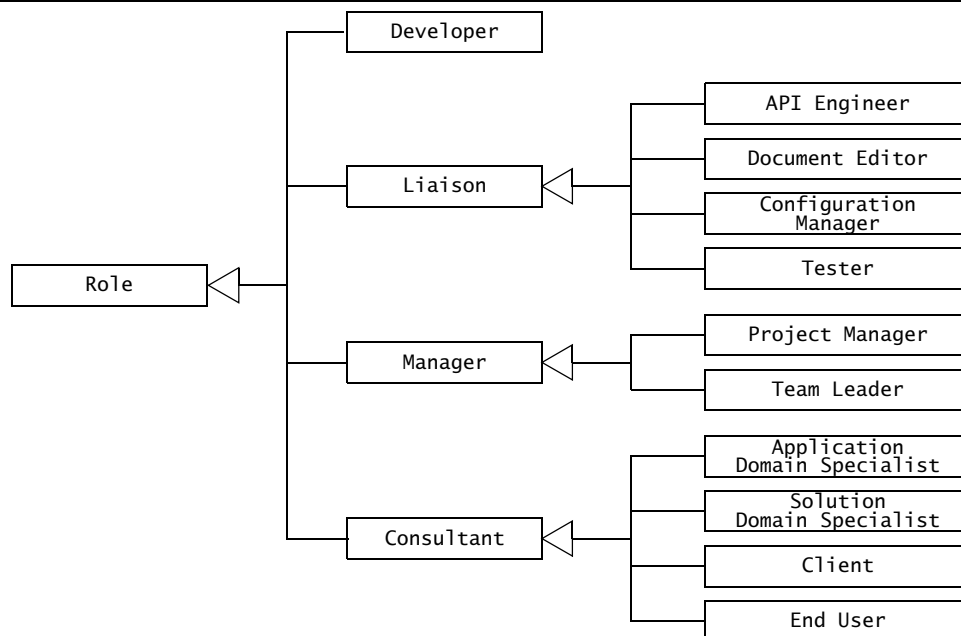 Developer
API Engineer
Document Editor
Liaison
Configuration
Manager
Tester
Role
Project Manager
Manager
Team Leader
Application
Domain Specialist
Solution
Domain Specialist
Consultant
Client
End User